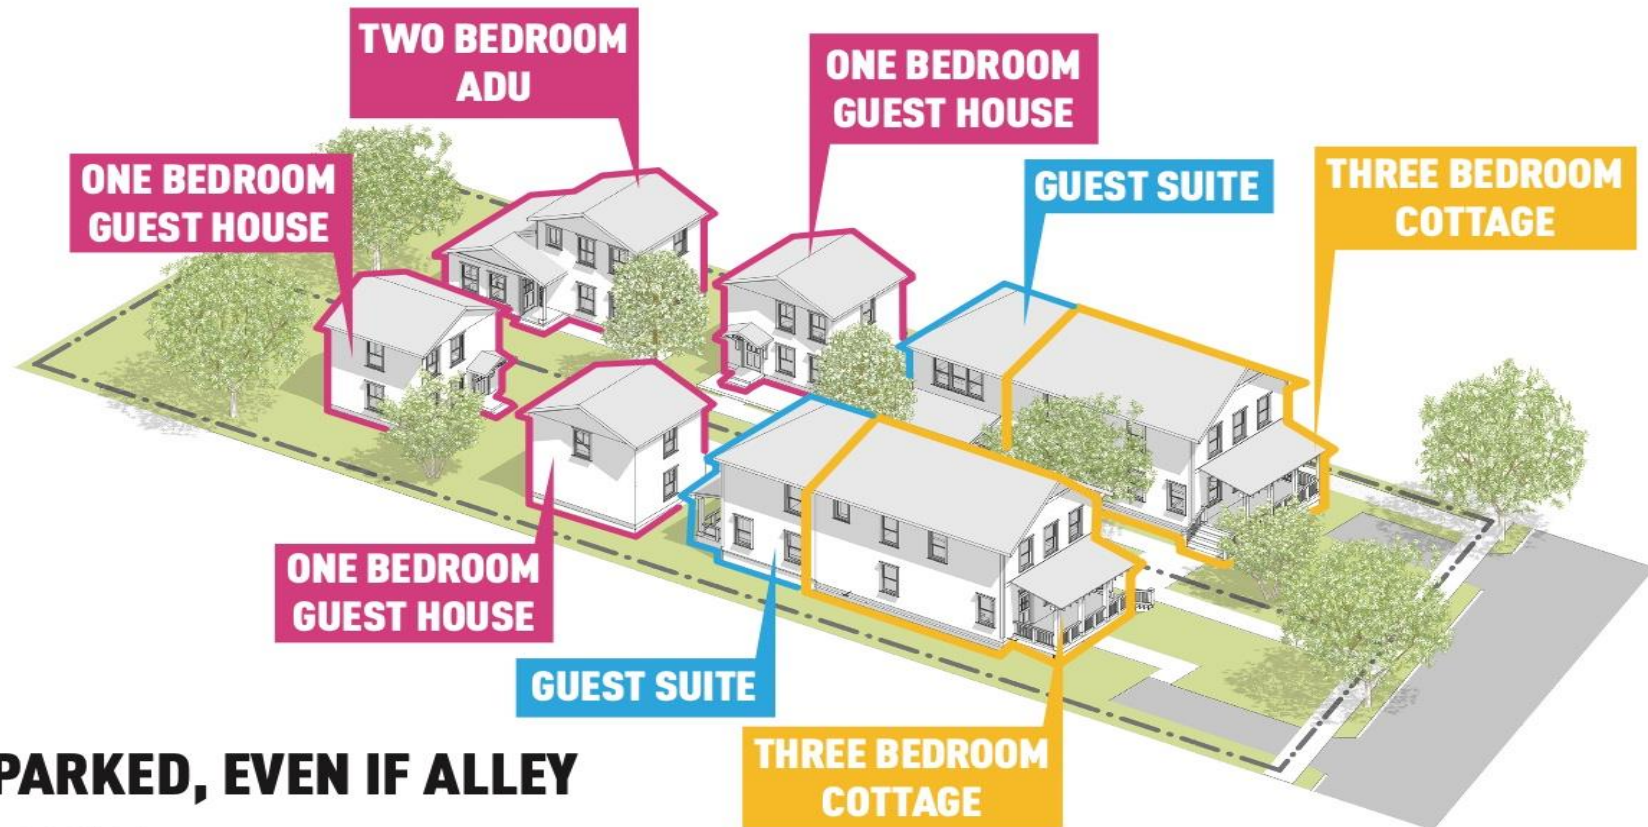 TWO BEDROOM
ADU
ONE BEDROOM
GUEST HOUSE
ONE BEDROOM
GUEST HOUSE
GUEST SUITE
THREE BEDROOM
COTTAGE
ONE BEDROOM
GUEST HOUSE
GUEST SUITE
THREE BEDROOM
COTTAGE
PARKED, EVEN IF ALLEY